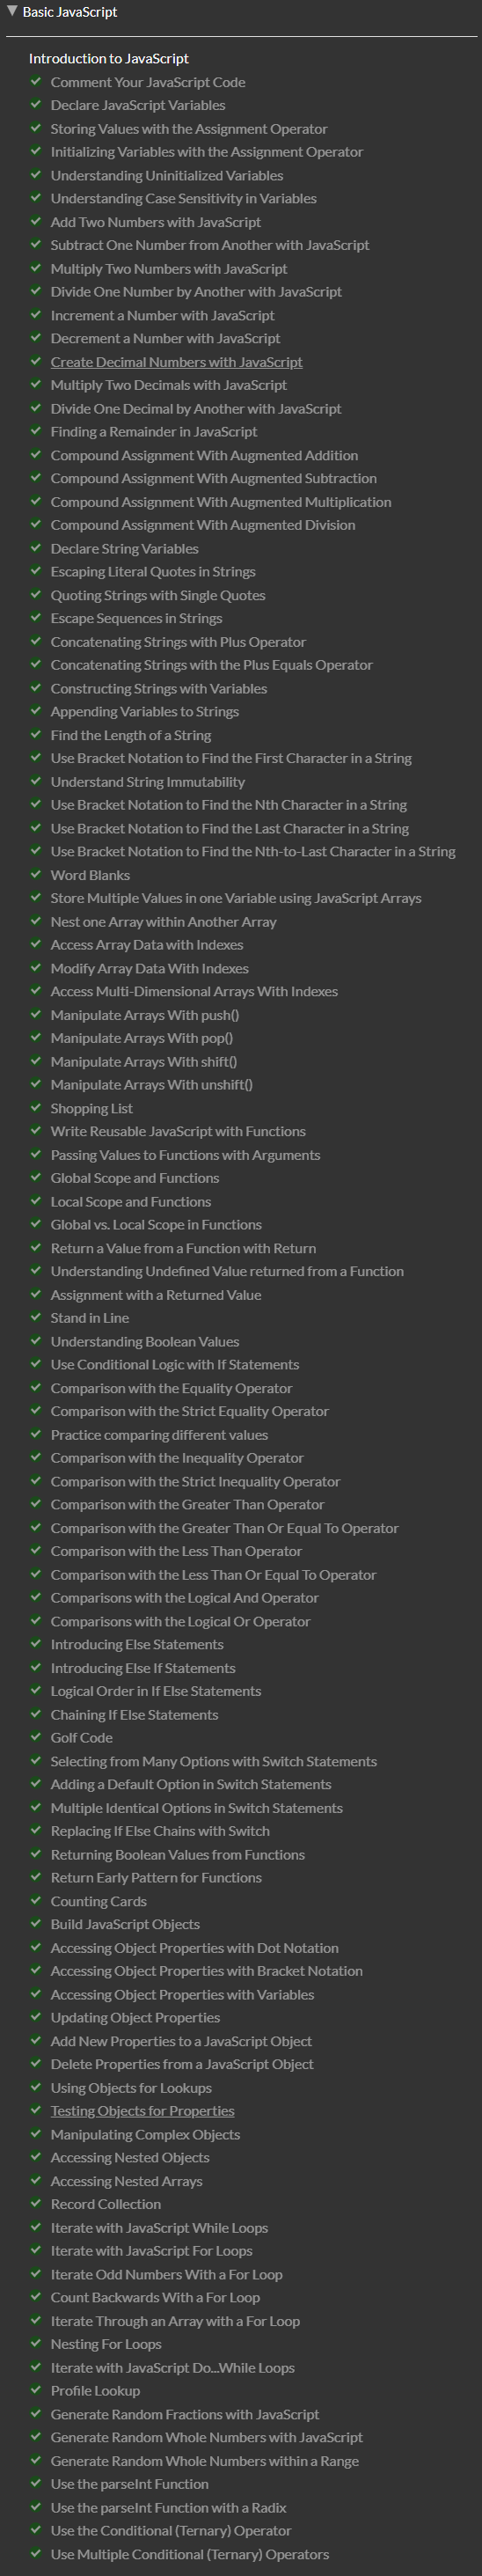 Basic JavaScript
Introduction to JavaScript
Comment Your JavaScript Code
Declare JavaScript Variables
Storing Values with the Assignment Operator
Initializing Variables with the Assignment Operator
Understanding Uninitialized Variables
Understanding Case Sensitivity in Variables
Add Two Numbers with JavaScript
Subtract One Number from Another with JavaScript
Multiply Two Numbers with JavaScript
Divide One Number by Another with JavaScript
Increment a Number with JavaScript
Decrement a Number with JavaScript
Create Decimal Numbers with JavaScript
Multiply Two Decimals with JavaScript
Divide One Decimal by Another with JavaScript
Finding a Remainder in JavaScript
Compound Assignment With Augmented Addition
Compound Assignment With Augmented Subtraction
Compound Assignment With Augmented Multiplication
Compound Assignment With Augmented Division
Declare String Variables
Escaping Literal Quotes in Strings
Quoting Strings with Single Quotes
Escape Sequences in Strings
Concatenating Strings with Plus Operator
Concatenating Strings with the Plus Equals Operator
Constructing Strings with Variables
Appending Variables to Strings
Find the Length of a String
Use Bracket Notation to Find the First Character in a String
Understand String Immutability
Use Bracket Notation to Find the Nth Character in a String
Use Bracket Notation to Find the Last Character in a String
Use Bracket Notation to Find the Nth-to-Last Character in a String
Word Blanks
Store Multiple Values in one Variable using JavaScript Arrays
Nest one Array within Another Array
Access Array Data with Indexes
Modify Array Data With Indexes
Access Multi-Dimensional Arrays With Indexes
Manipulate Arrays With push()
Manipulate Arrays With pop()
Manipulate Arrays With shift()
Manipulate Arrays With unshift()
Shopping List
Write Reusable JavaScript with Functions
Passing Values to Functions with Arguments
Global Scope and Functions
Local Scope and Functions
Global vs. Local Scope in Functions
Return a Value from a Function with Return
Understanding Undefined Value returned from a Function
Assignment with a Returned Value
Stand in Line
Understanding Boolean Values
Use Conditional Logic with If Statements
Comparison with the Equality Operator
Comparison with the Strict Equality Operator
Practice comparing different values
Comparison with the Inequality Operator
Comparison with the Strict Inequality Operator
Comparison with the Greater Than Operator
Comparison with the Greater Than Or Equal To Operator
Comparison with the Less Than Operator
Comparison with the Less Than Or Equal To Operator
Comparisons with the Logical And Operator
Comparisons with the Logical Or Operator
Introducing Else Statements
Introducing Else If Statements
Logical Order in If Else Statements
Chaining If Else Statements
Golf Code
Selecting from Many Options with Switch Statements
Adding a Default Option in Switch Statements
Multiple Identical Options in Switch Statements
Replacing If Else Chains with Switch
Returning Boolean Values from Functions
Return Early Pattern for Functions
Counting Cards
Build JavaScript Objects
Accessing Object Properties with Dot Notation
Accessing Object Properties with Bracket Notation
Accessing Object Properties with Variables
Updating Object Properties
Add New Properties to a JavaScript Object
Delete Properties from a JavaScript Object
Using Objects for Lookups
Testing Objects for Properties
Manipulating Complex Objects
Accessing Nested Objects
Accessing Nested Arrays
Record Collection
Iterate with JavaScript While Loops
Iterate with JavaScript For Loops
Iterate Odd Numbers With a For Loop
Count Backwards With a For Loop
Iterate Through an Array with a For Loop
Nesting For Loops
Iterate with JavaScript Do...While Loops
Profile Lookup
Generate Random Fractions with JavaScript
Generate Random Whole Numbers with JavaScript
Generate Random Whole Numbers within a Range
Use the parseInt Function
Use the parseInt Function with a Radix
Use the Conditional (Ternary) Operator
Use Multiple Conditional (Ternary) Operators